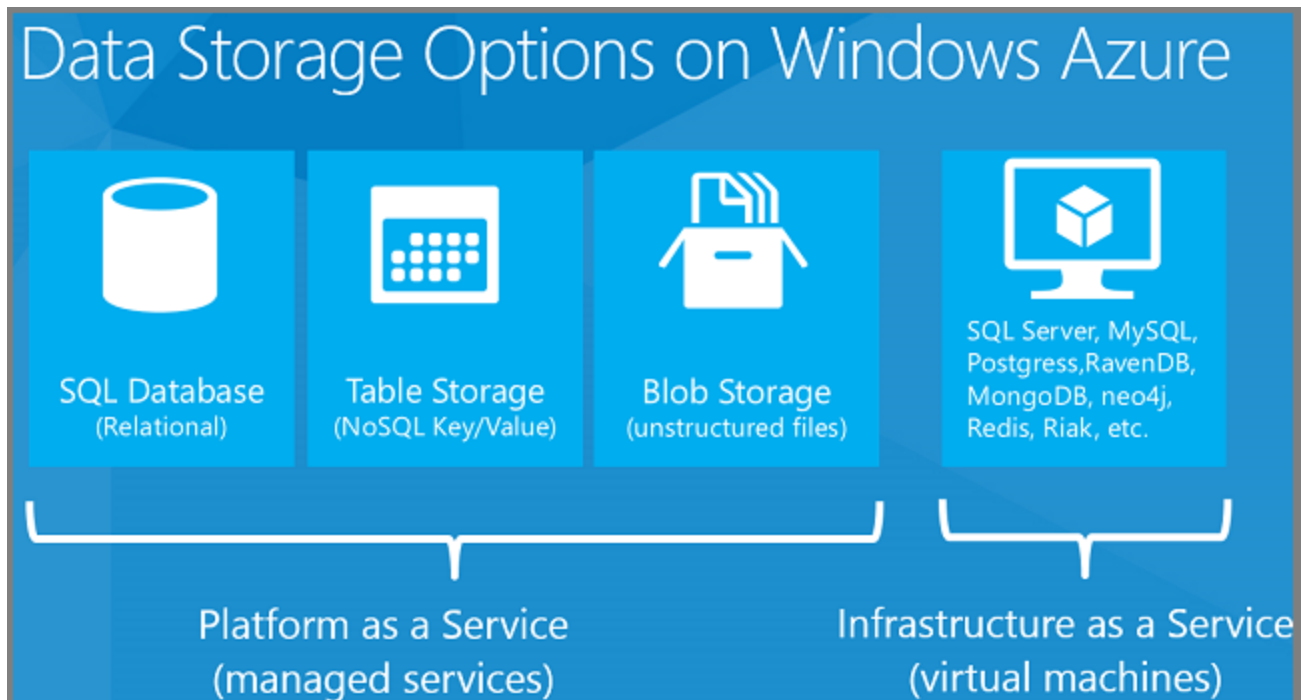 Data Storage Options on Windows Azure
SQL Database
(Relational)
Table Storage
(NoSQL Key/Value)
Blob Storage
(unstructured files)
SQL Server, MySQL,
Postgress,RavenDB,
MongoDB, neo4j,
Redis, Riak, etc.
Platform as a Service
(managed services)
Infrastructure as a Service
(virtual machines)